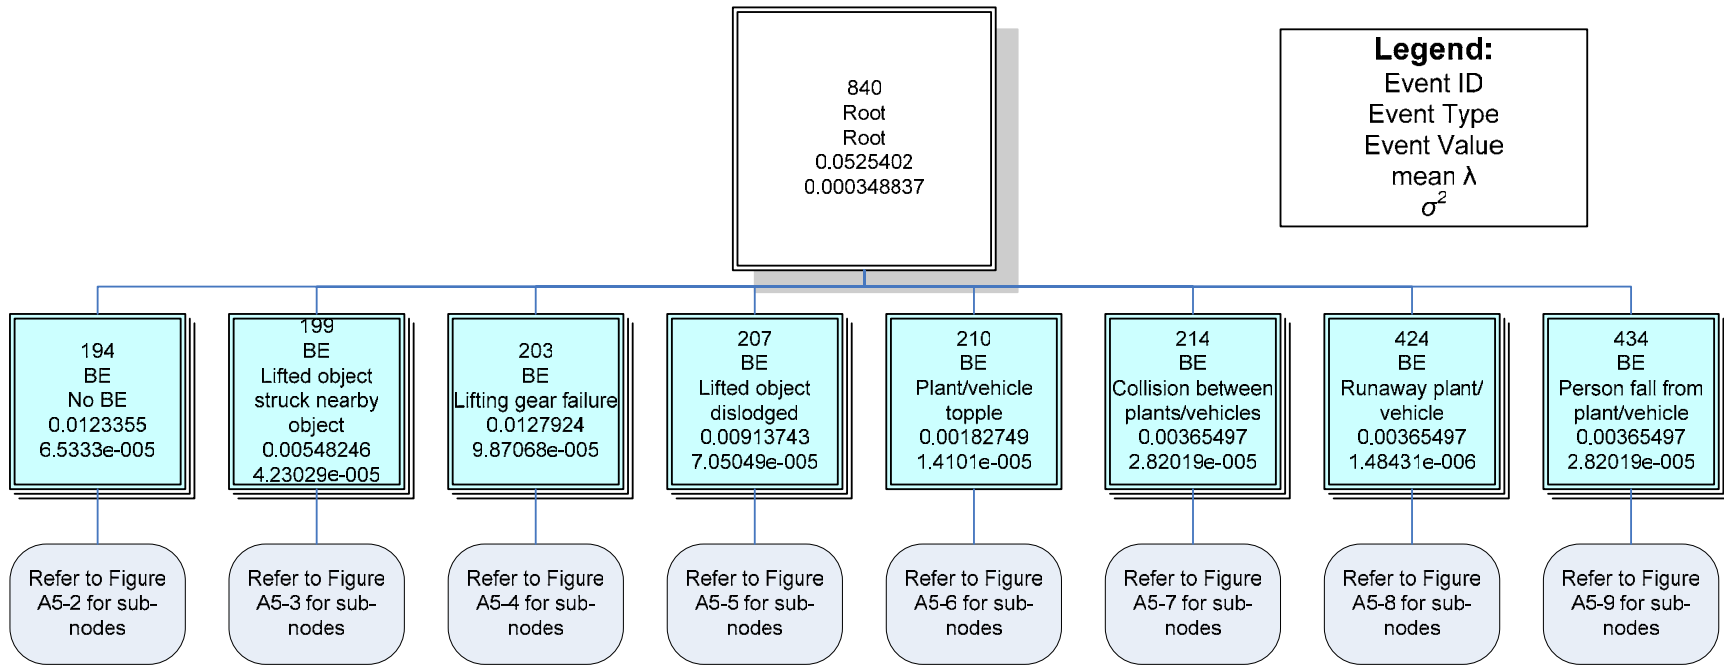 840
Root
Root
0.0525402
0.000348837
Legend:
Event ID
Event Type
Event Value
mean λ
σ²
194
BE
No BE
0.0123355
6.5333e-005
199
BE
Lifted object
struck nearby
object
0.00548246
4.23029e-005
203
BE
Lifting gear failure
0.0127924
9.87068e-005
207
BE
Lifted object
dislodged
0.00913743
7.05049e-005
210
BE
Plant/vehicle
topple
0.00182749
1.4101e-005
214
BE
Collision between
plants/vehicles
0.00365497
2.82019e-005
424
BE
Runaway plant/
vehicle
0.00365497
1.48431e-006
434
BE
Person fall from
plant/vehicle
0.00365497
2.82019e-005
Refer to Figure
A5-2 for sub-
nodes
Refer to Figure
A5-3 for sub-
nodes
Refer to Figure
A5-4 for sub-
nodes
Refer to Figure
A5-5 for sub-
nodes
Refer to Figure
A5-6 for sub-
nodes
Refer to Figure
A5-7 for sub-
nodes
Refer to Figure
A5-8 for sub-
nodes
Refer to Figure
A5-9 for sub-
nodes